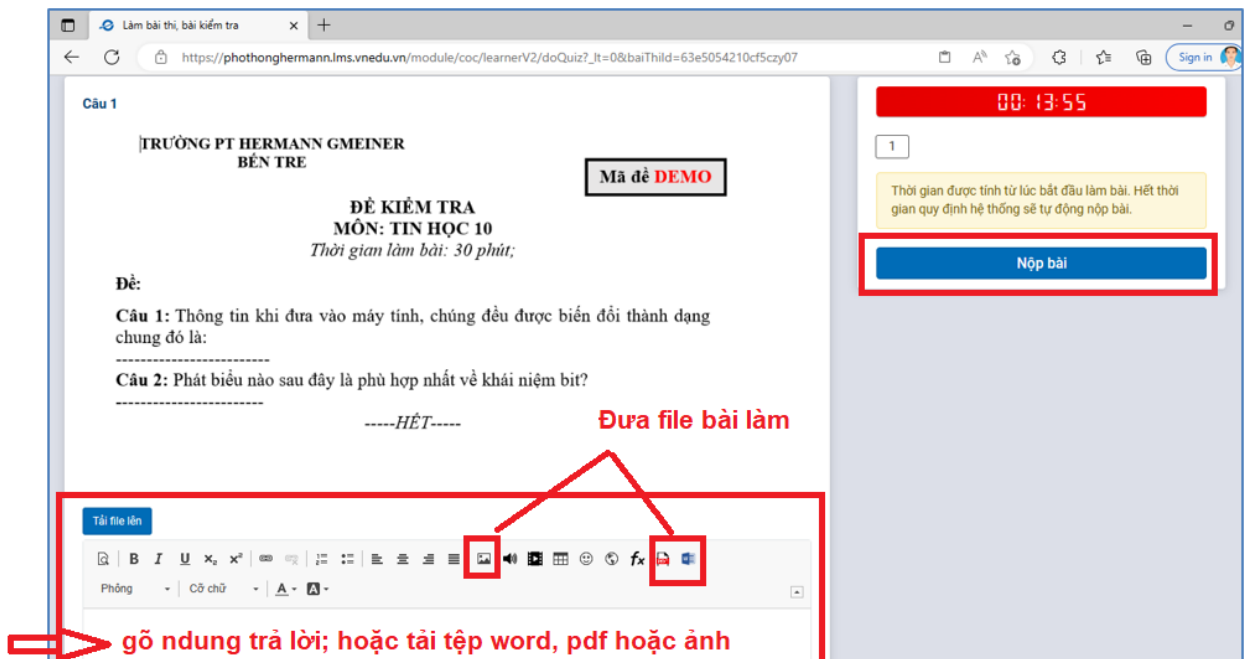 Làm bài thi, bài kiểm tra
https://phothonghermann.lms.vnedu.vn/module/coc/learnerV2/doQuiz?_lt=0&baiThiId=63e5054210cf5czy07
Sign in
Câu 1
TRƯỜNG PT HERMANN GMEINER
BẾN TRE
Mã đề DEMO
ĐỀ KIỂM TRA
MÔN: TIN HỌC 10
Thời gian làm bài: 30 phút;
Đề:
Câu 1: Thông tin khi đưa vào máy tính, chúng đều được biến đổi thành dạng
chung đó là:
-------------------------
Câu 2: Phát biểu nào sau đây là phù hợp nhất về khái niệm bit?
------------------------
-----HẾT-----
Đưa file bài làm
00:13:55
1
Thời gian được tính từ lúc bắt đầu làm bài. Hết thời
gian quy định hệ thống sẽ tự động nộp bài.
Nộp bài
Tải file lên
B I U x₂ x² fx
Phông Cỡ chữ A A
gõ ndung trả lời; hoặc tải tệp word, pdf hoặc ảnh